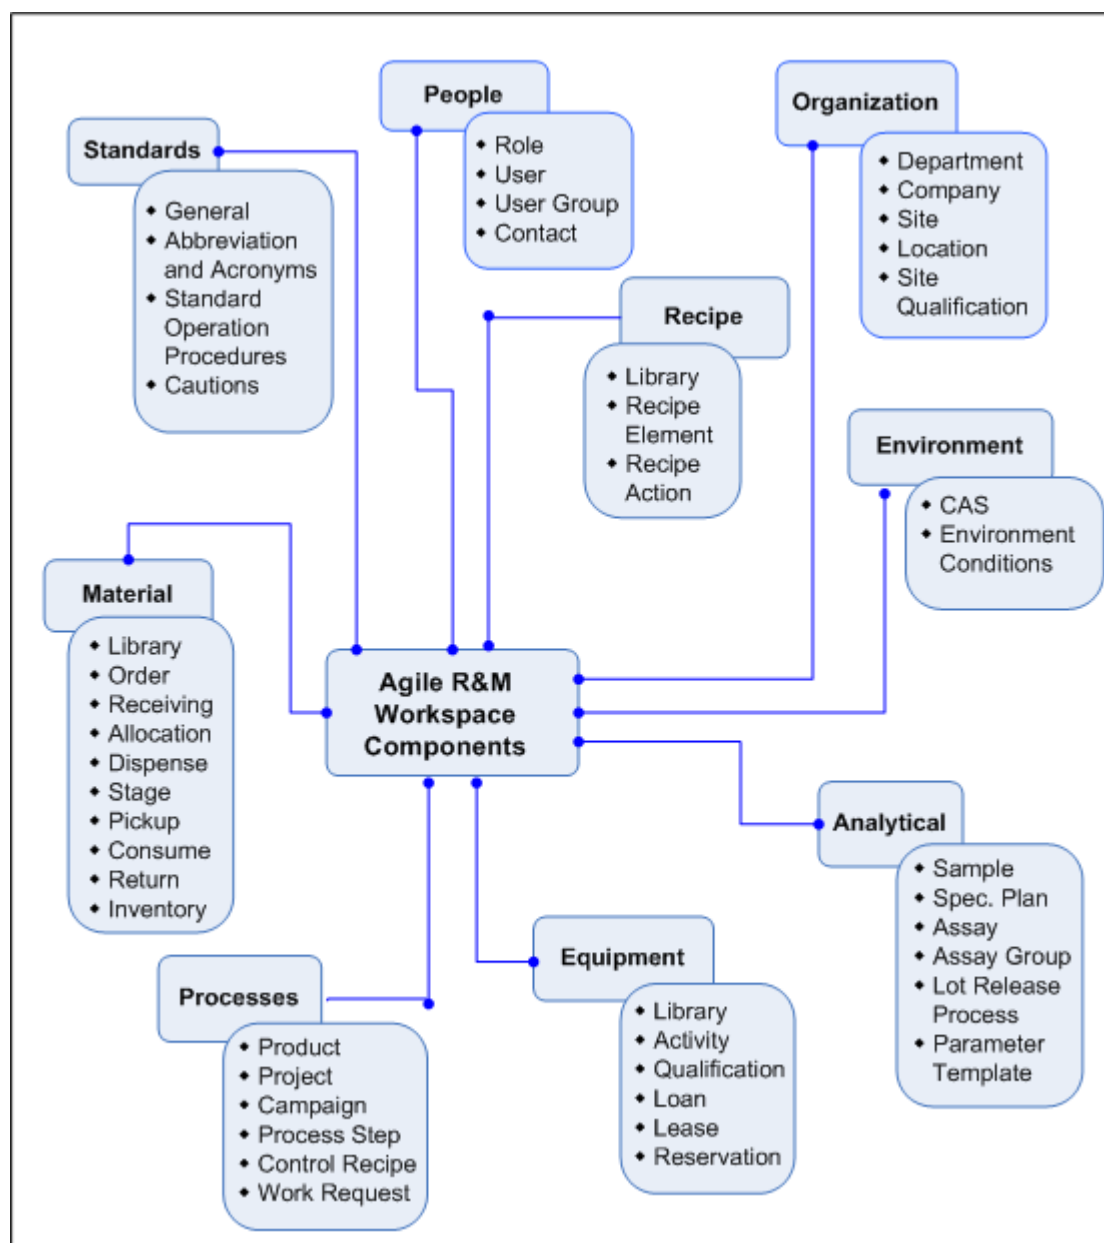 People
Role
User
User Group
Contact
Organization
Department
Company
Site
Location
Site
Qualification
Standards
General
Abbreviation
and Acronyms
Standard
Operation
Procedures
Cautions
Recipe
Library
Recipe
Element
Recipe
Action
Environment
CAS
Environment
Conditions
Material
Library
Order
Receiving
Allocation
Dispense
Stage
Pickup
Consume
Return
Inventory
Agile R&M
Workspace
Components
Analytical
Sample
Spec. Plan
Assay
Assay Group
Lot Release
Process
Parameter
Template
Equipment
Library
Activity
Qualification
Loan
Lease
Reservation
Processes
Product
Project
Campaign
Process Step
Control Recipe
Work Request